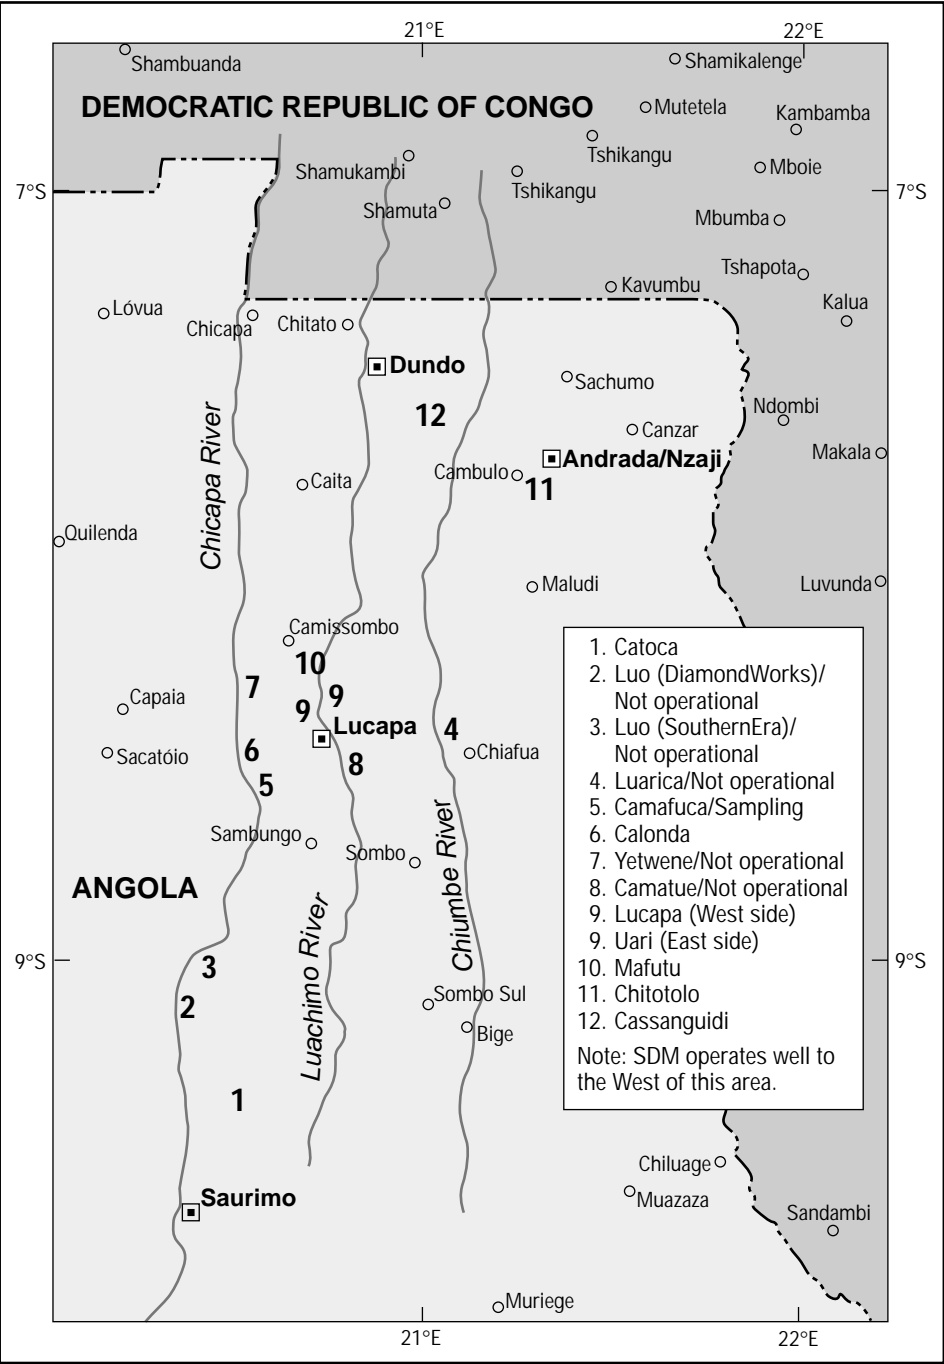 21°E
22°E
Shambuanda
Shamikalenge
DEMOCRATIC REPUBLIC OF CONGO
Mutetela
Kambamba
Tshikangu
Shamukambi
Mboie
7°S
Tshikangu
7°S
Shamuta
Mbumba
Tshapota
Kavumbu
Kalua
Lóvua
Chicapa
Chitato
Dundo
Sachumo
Ndombi
12
Canzar
Makala
Andrada/Nzaji
Cambulo
11
Caita
Chicapa River
Quilenda
Maludi
Luvunda
Camissombo
10
7
9
9
Capaia
Lucapa
4
6
Sacatóio
Chiafua
8
5
Sambungo
Sombo
Chiumbe River
ANGOLA
Luachimo River
9°S
3
2
Sombo Sul
Bige
1
1. Catoca
2. Luo (DiamondWorks)/
Not operational
3. Luo (SouthernEra)/
Not operational
4. Luarica/Not operational
5. Camafuca/Sampling
6. Calonda
7. Yetwene/Not operational
8. Camatue/Not operational
9. Lucapa (West side)
9. Uari (East side)
10. Mafutu
11. Chitotolo
12. Cassanguidi
Note: SDM operates well to
the West of this area.
9°S
Chiluage
Muazaza
Saurimo
Sandambi
Muriege
21°E
22°E